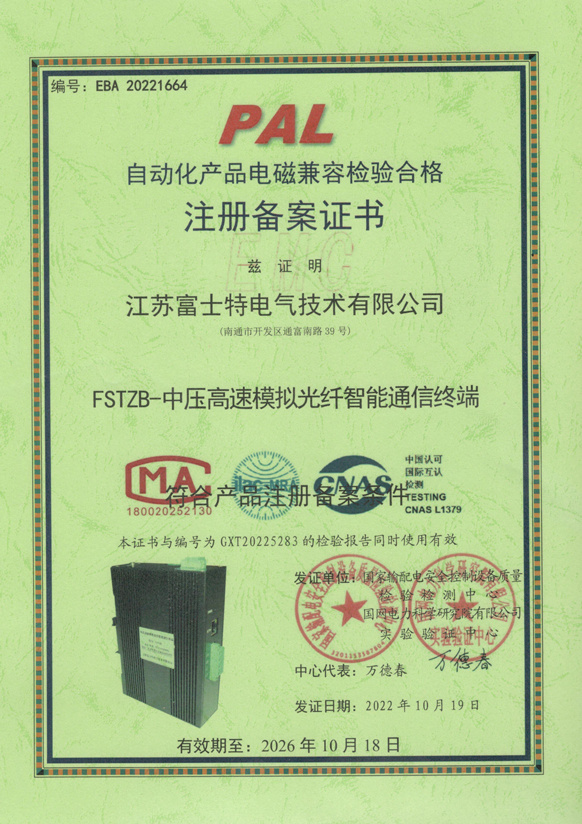 编号：EBA 20221664
PAL
自动化产品电磁兼容检验合格
注册备案证书
EMC
兹 证 明
江苏富士特电气技术有限公司
(南通市开发区通富南路 39 号)
FSTZB-中压高速模拟光纤智能通信终端
MA
ilac-MRA
CNAS
中国认可
国际互认
检测
TESTING
CNAS L1379
180020252130
符合产品注册备案条件
本证书与编号为 GXT20225283 的检验报告同时使用有效
发证单位：国家输配电安全控制设备质量
检验检测中心
国网电力科学研究院有限公司
实验验证中心
实验验证中心
中心代表：万德春
万德春
发证日期：2022 年 10 月 19 日
有效期至：2026 年 10 月 18 日